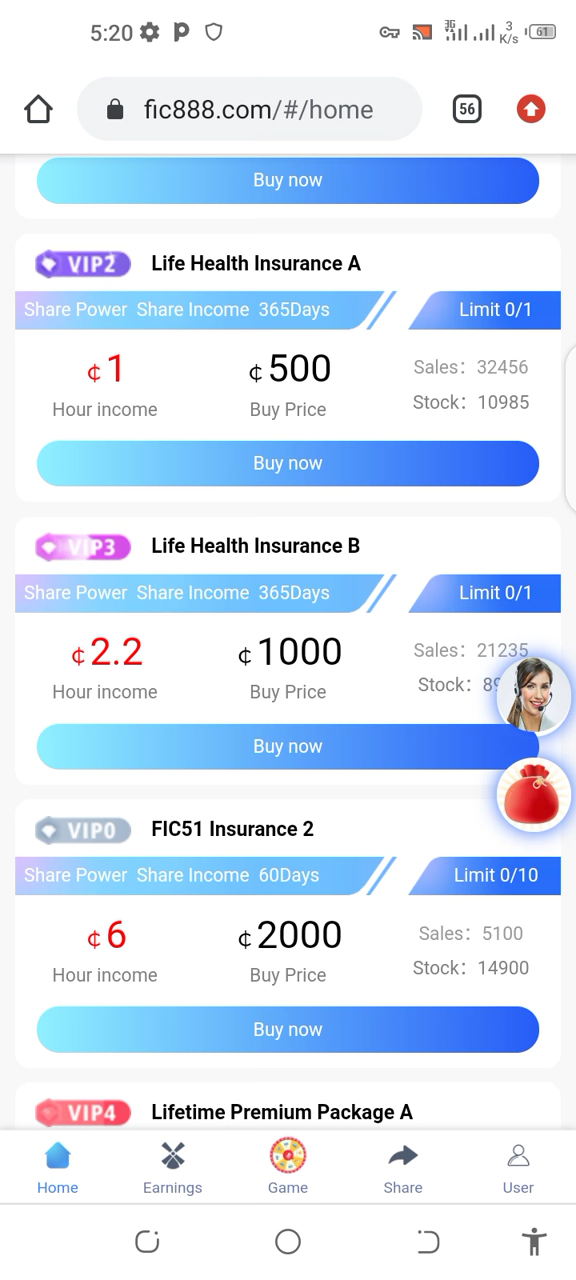 5:20
3G
3
K/s
61
fic888.com/#/home
56
Buy now
VIP2 Life Health Insurance A
Share Power Share Income 365Days Limit 0/1
¢1 ¢500 Sales: 32456
Hour income Buy Price Stock: 10985
Buy now
VIP3 Life Health Insurance B
Share Power Share Income 365Days Limit 0/1
¢2.2 ¢1000 Sales: 21235
Hour income Buy Price Stock:
Buy now
VIP0 FIC51 Insurance 2
Share Power Share Income 60Days Limit 0/10
¢6 ¢2000 Sales: 5100
Hour income Buy Price Stock: 14900
Buy now
VIP4 Lifetime Premium Package A
Home Earnings Game Share User